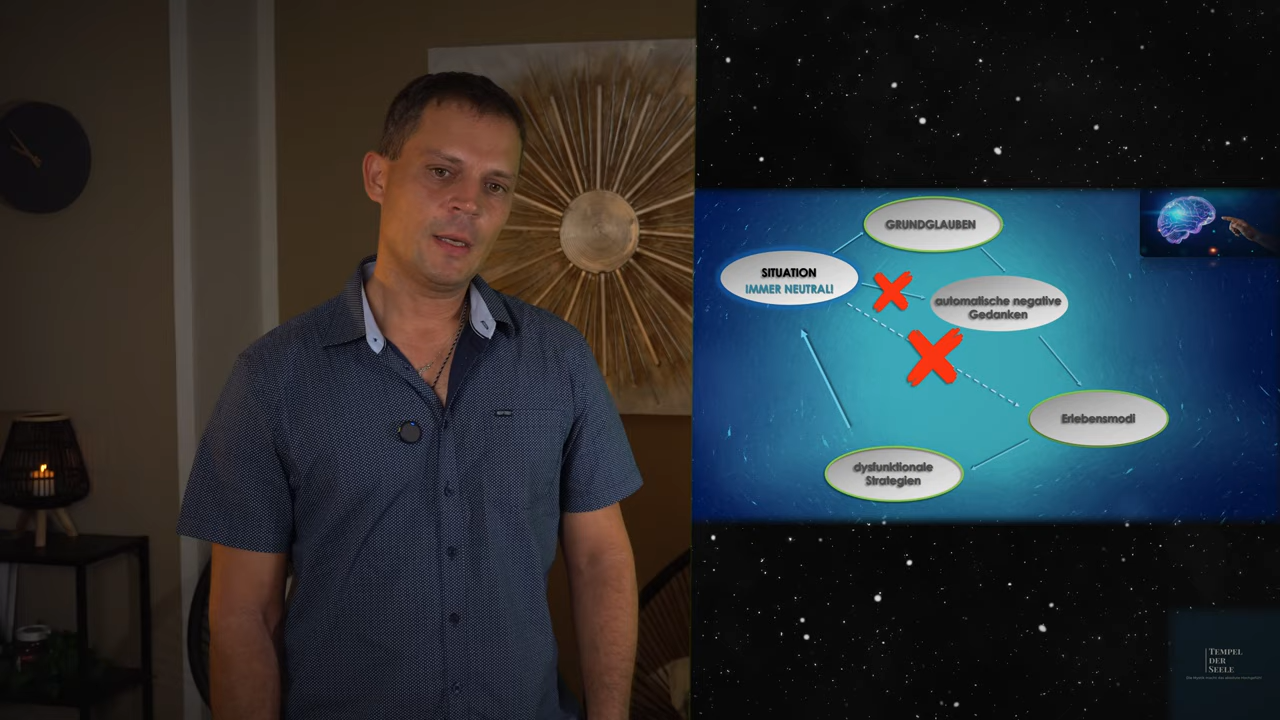 GRUNDGLAUBEN
SITUATION
IMMER NEUTRAL!
automatische negative
Gedanken
Erlebensmodi
dysfunktionale
Strategien
TEMPEL
DER
SEELE